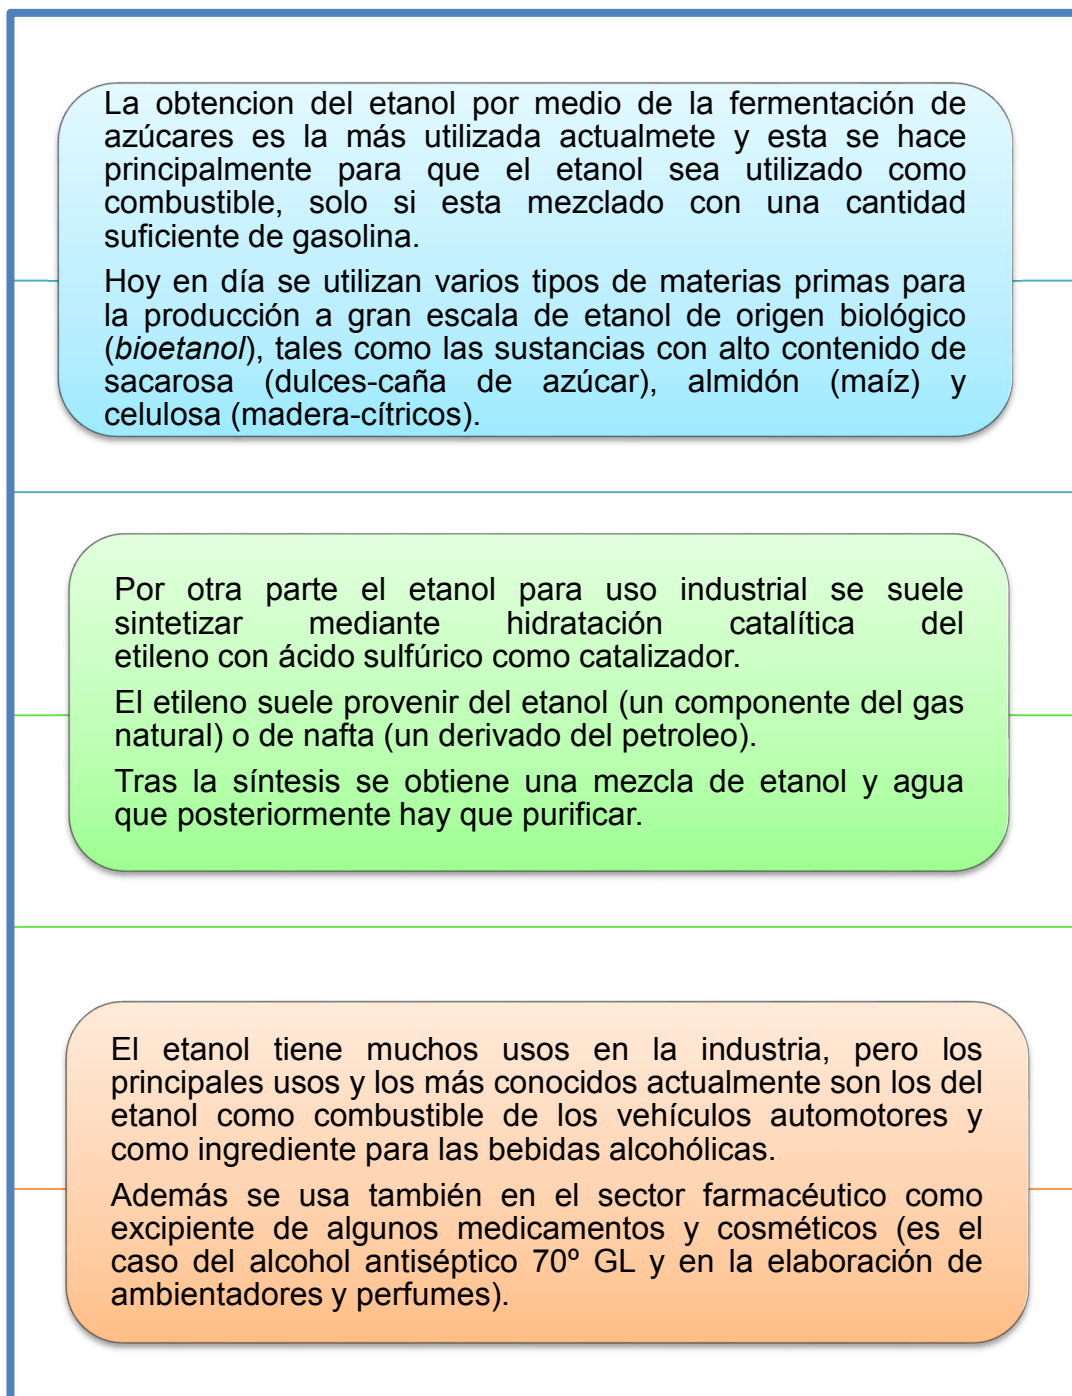 La obtencion del etanol por medio de la fermentación de
azúcares es la más utilizada actualmete y esta se hace
principalmente para que el etanol sea utilizado como
combustible, solo si esta mezclado con una cantidad
suficiente de gasolina.
Hoy en día se utilizan varios tipos de materias primas para
la producción a gran escala de etanol de origen biológico
(bioetanol), tales como las sustancias con alto contenido de
sacarosa (dulces-caña de azúcar), almidón (maíz) y
celulosa (madera-cítricos).
Por otra parte el etanol para uso industrial se suele
sintetizar mediante hidratación catalítica del
etileno con ácido sulfúrico como catalizador.
El etileno suele provenir del etanol (un componente del gas
natural) o de nafta (un derivado del petroleo).
Tras la síntesis se obtiene una mezcla de etanol y agua
que posteriormente hay que purificar.
El etanol tiene muchos usos en la industria, pero los
principales usos y los más conocidos actualmente son los del
etanol como combustible de los vehículos automotores y
como ingrediente para las bebidas alcohólicas.
Además se usa también en el sector farmacéutico como
excipiente de algunos medicamentos y cosméticos (es el
caso del alcohol antiséptico 70º GL y en la elaboración de
ambientadores y perfumes).